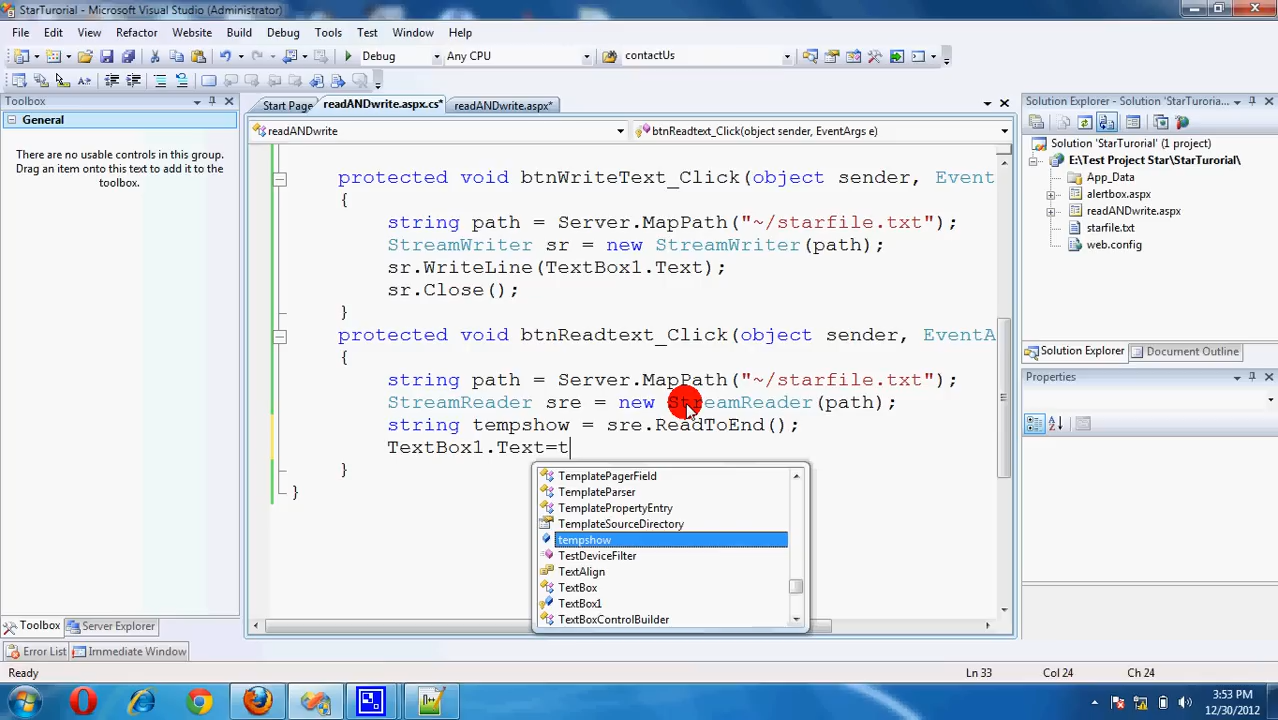 StarTurorial - Microsoft Visual Studio (Administrator)
File Edit View Refactor Website Build Debug Tools Test Window Help
Debug Any CPU contactUs
Toolbox
General
There are no usable controls in this group. Drag an item onto this text to add it to the toolbox.
Start Page readANDwrite.aspx.cs* readANDwrite.aspx*
readANDwrite btnReadtext_Click(object sender, EventArgs e)
protected void btnWriteText_Click(object sender, Event
{
string path = Server.MapPath("~/starfile.txt");
StreamWriter sr = new StreamWriter(path);
sr.WriteLine(TextBox1.Text);
sr.Close();
}
protected void btnReadtext_Click(object sender, EventA
{
string path = Server.MapPath("~/starfile.txt");
StreamReader sre = new StreamReader(path);
string tempshow = sre.ReadToEnd();
TextBox1.Text=t
}
}
TemplatePagerField
TemplateParser
TemplatePropertyEntry
TemplateSourceDirectory
tempshow
TestDeviceFilter
TextAlign
TextBox
TextBox1
TextBoxControlBuilder
Solution Explorer - Solution 'StarTuroria...
Solution 'StarTurorial' (1 project)
E:\Test Project Star\StarTurorial\
App_Data
alertbox.aspx
readANDwrite.aspx
starfile.txt
web.config
Solution Explorer Document Outline
Properties
Toolbox Server Explorer
Error List Immediate Window
Ready Ln 33 Col 24 Ch 24
3:53 PM
12/30/2012